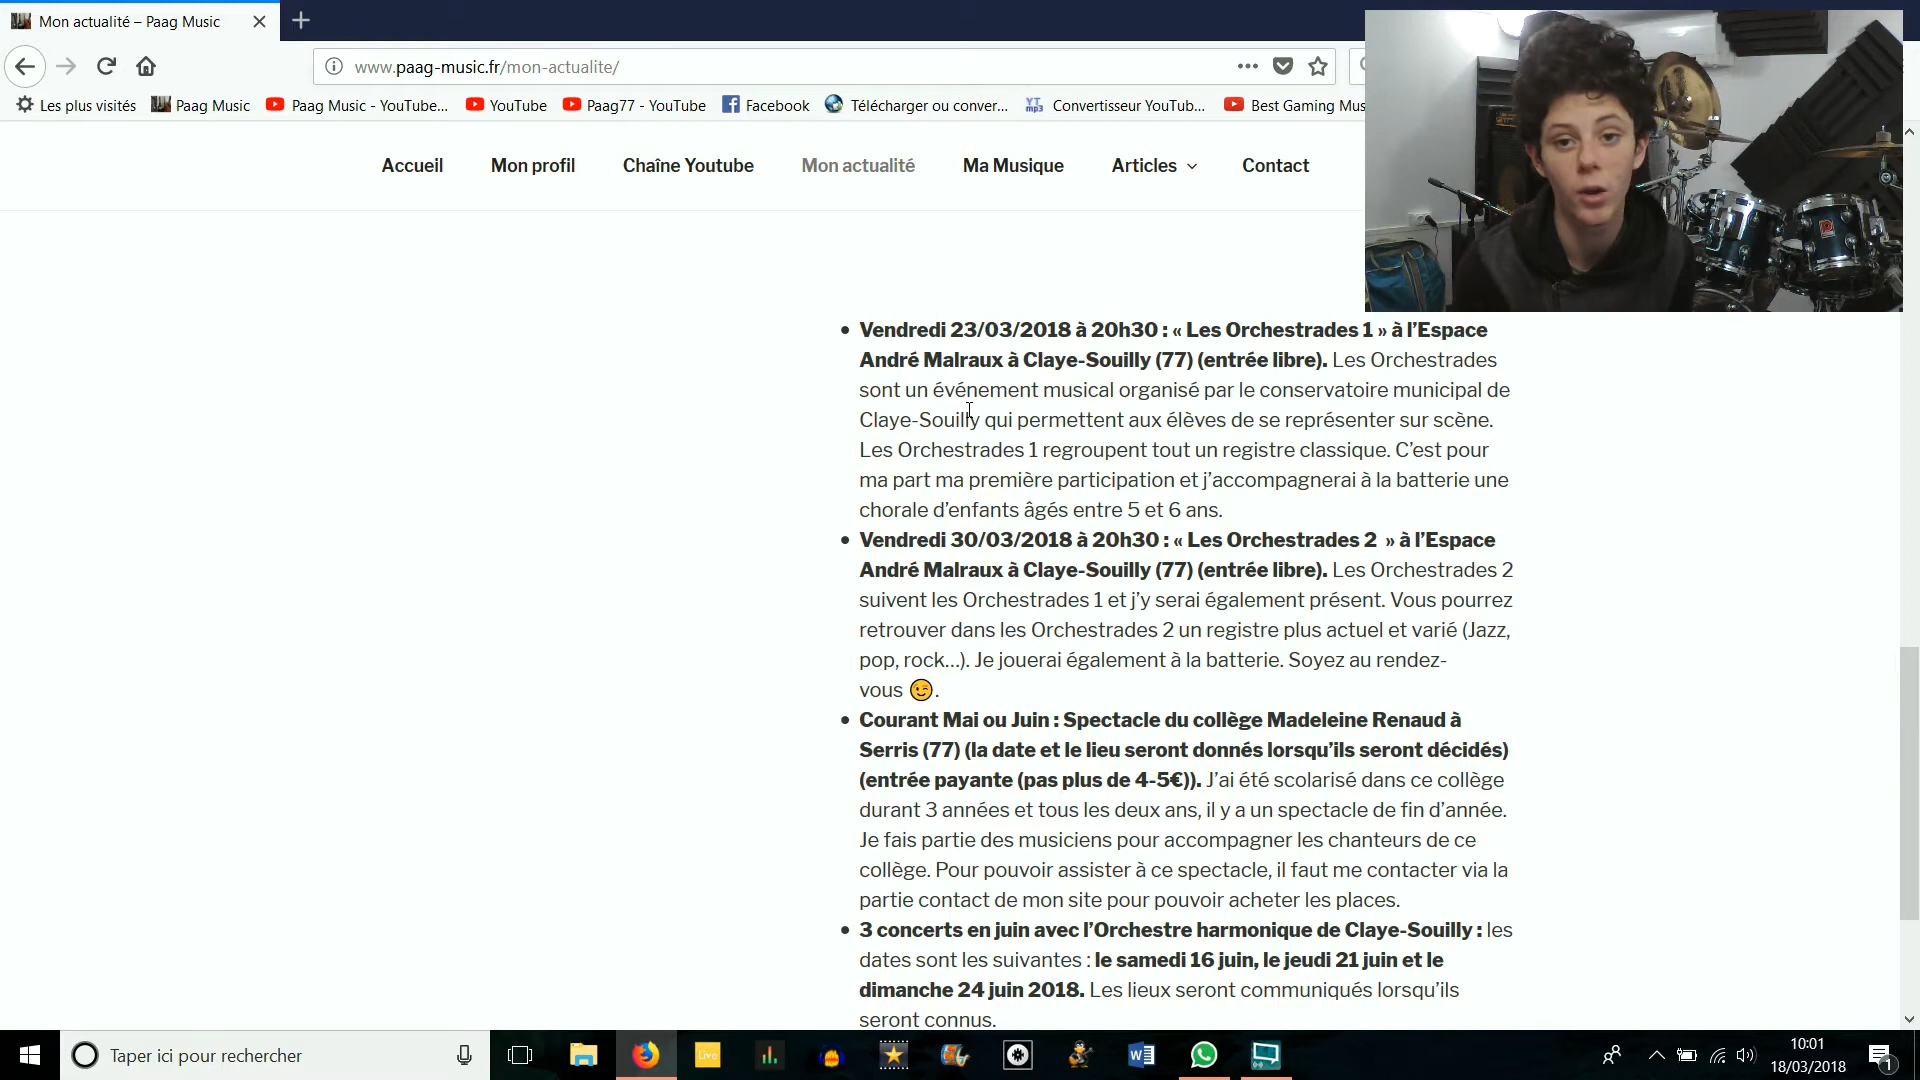 Mon actualité – Paag Music
www.paag-music.fr/mon-actualite/
Les plus visités
Paag Music
Paag Music - YouTube...
YouTube
Paag77 - YouTube
Facebook
Télécharger ou conver...
YT mp3
Convertisseur YouTub...
Best Gaming Mus
Accueil
Mon profil
Chaîne Youtube
Mon actualité
Ma Musique
Articles
Contact
Vendredi 23/03/2018 à 20h30 : « Les Orchestrades 1 » à l’Espace
André Malraux à Claye-Souilly (77) (entrée libre). Les Orchestrades
sont un événement musical organisé par le conservatoire municipal de
Claye-Souilly qui permettent aux élèves de se représenter sur scène.
Les Orchestrades 1 regroupent tout un registre classique. C’est pour
ma part ma première participation et j’accompagnerai à la batterie une
chorale d’enfants âgés entre 5 et 6 ans.
Vendredi 30/03/2018 à 20h30 : « Les Orchestrades 2  » à l’Espace
André Malraux à Claye-Souilly (77) (entrée libre). Les Orchestrades 2
suivent les Orchestrades 1 et j’y serai également présent. Vous pourrez
retrouver dans les Orchestrades 2 un registre plus actuel et varié (Jazz,
pop, rock…). Je jouerai également à la batterie. Soyez au rendez-
vous 😉.
Courant Mai ou Juin : Spectacle du collège Madeleine Renaud à
Serris (77) (la date et le lieu seront donnés lorsqu’ils seront décidés)
(entrée payante (pas plus de 4-5€)). J’ai été scolarisé dans ce collège
durant 3 années et tous les deux ans, il y a un spectacle de fin d’année.
Je fais partie des musiciens pour accompagner les chanteurs de ce
collège. Pour pouvoir assister à ce spectacle, il faut me contacter via la
partie contact de mon site pour pouvoir acheter les places.
3 concerts en juin avec l’Orchestre harmonique de Claye-Souilly : les
dates sont les suivantes : le samedi 16 juin, le jeudi 21 juin et le
dimanche 24 juin 2018. Les lieux seront communiqués lorsqu’ils
seront connus.
Taper ici pour rechercher
Live
10:01
18/03/2018
1